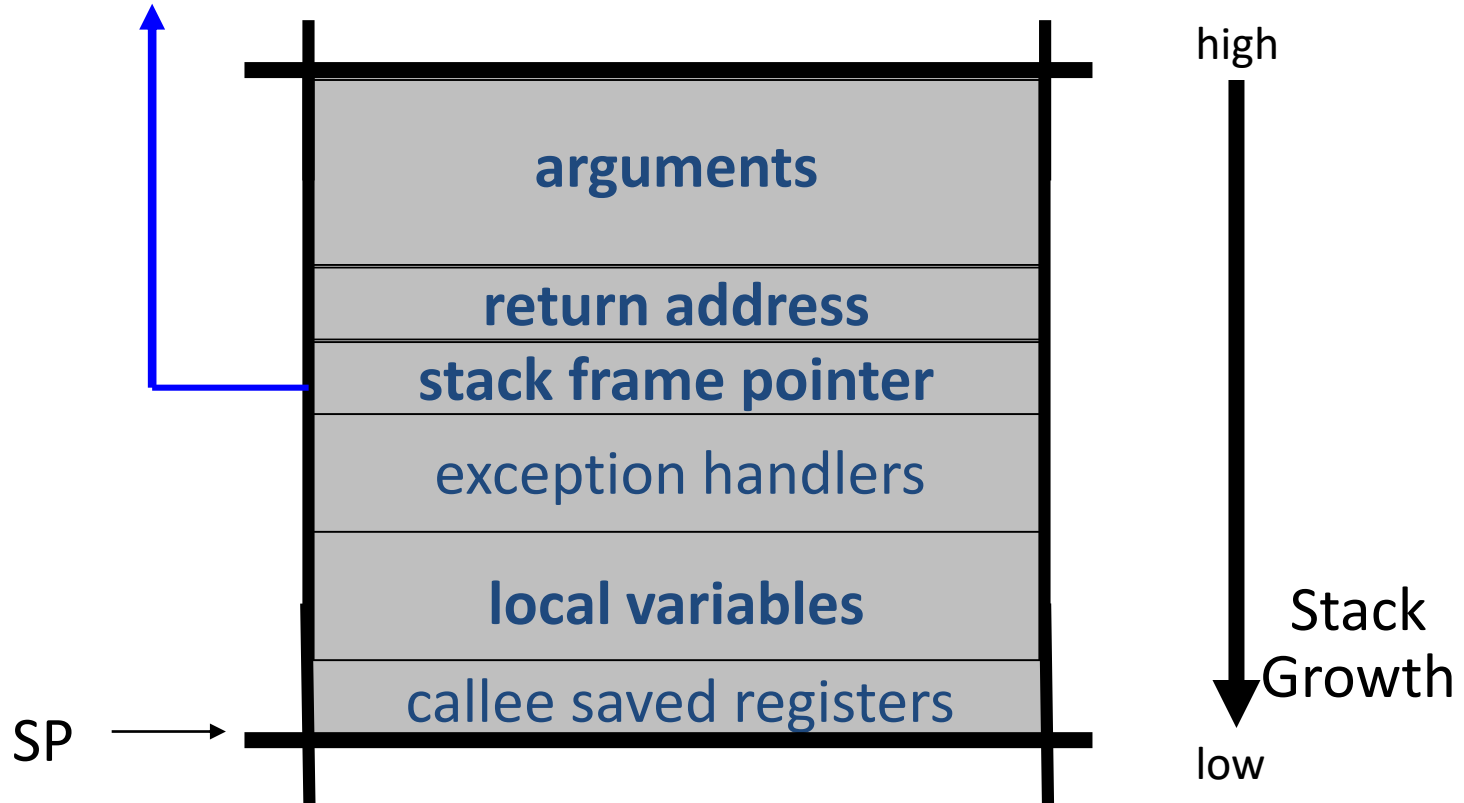 high
arguments
return address
stack frame pointer
exception handlers
local variables
Stack
Growth
callee saved registers
SP
low